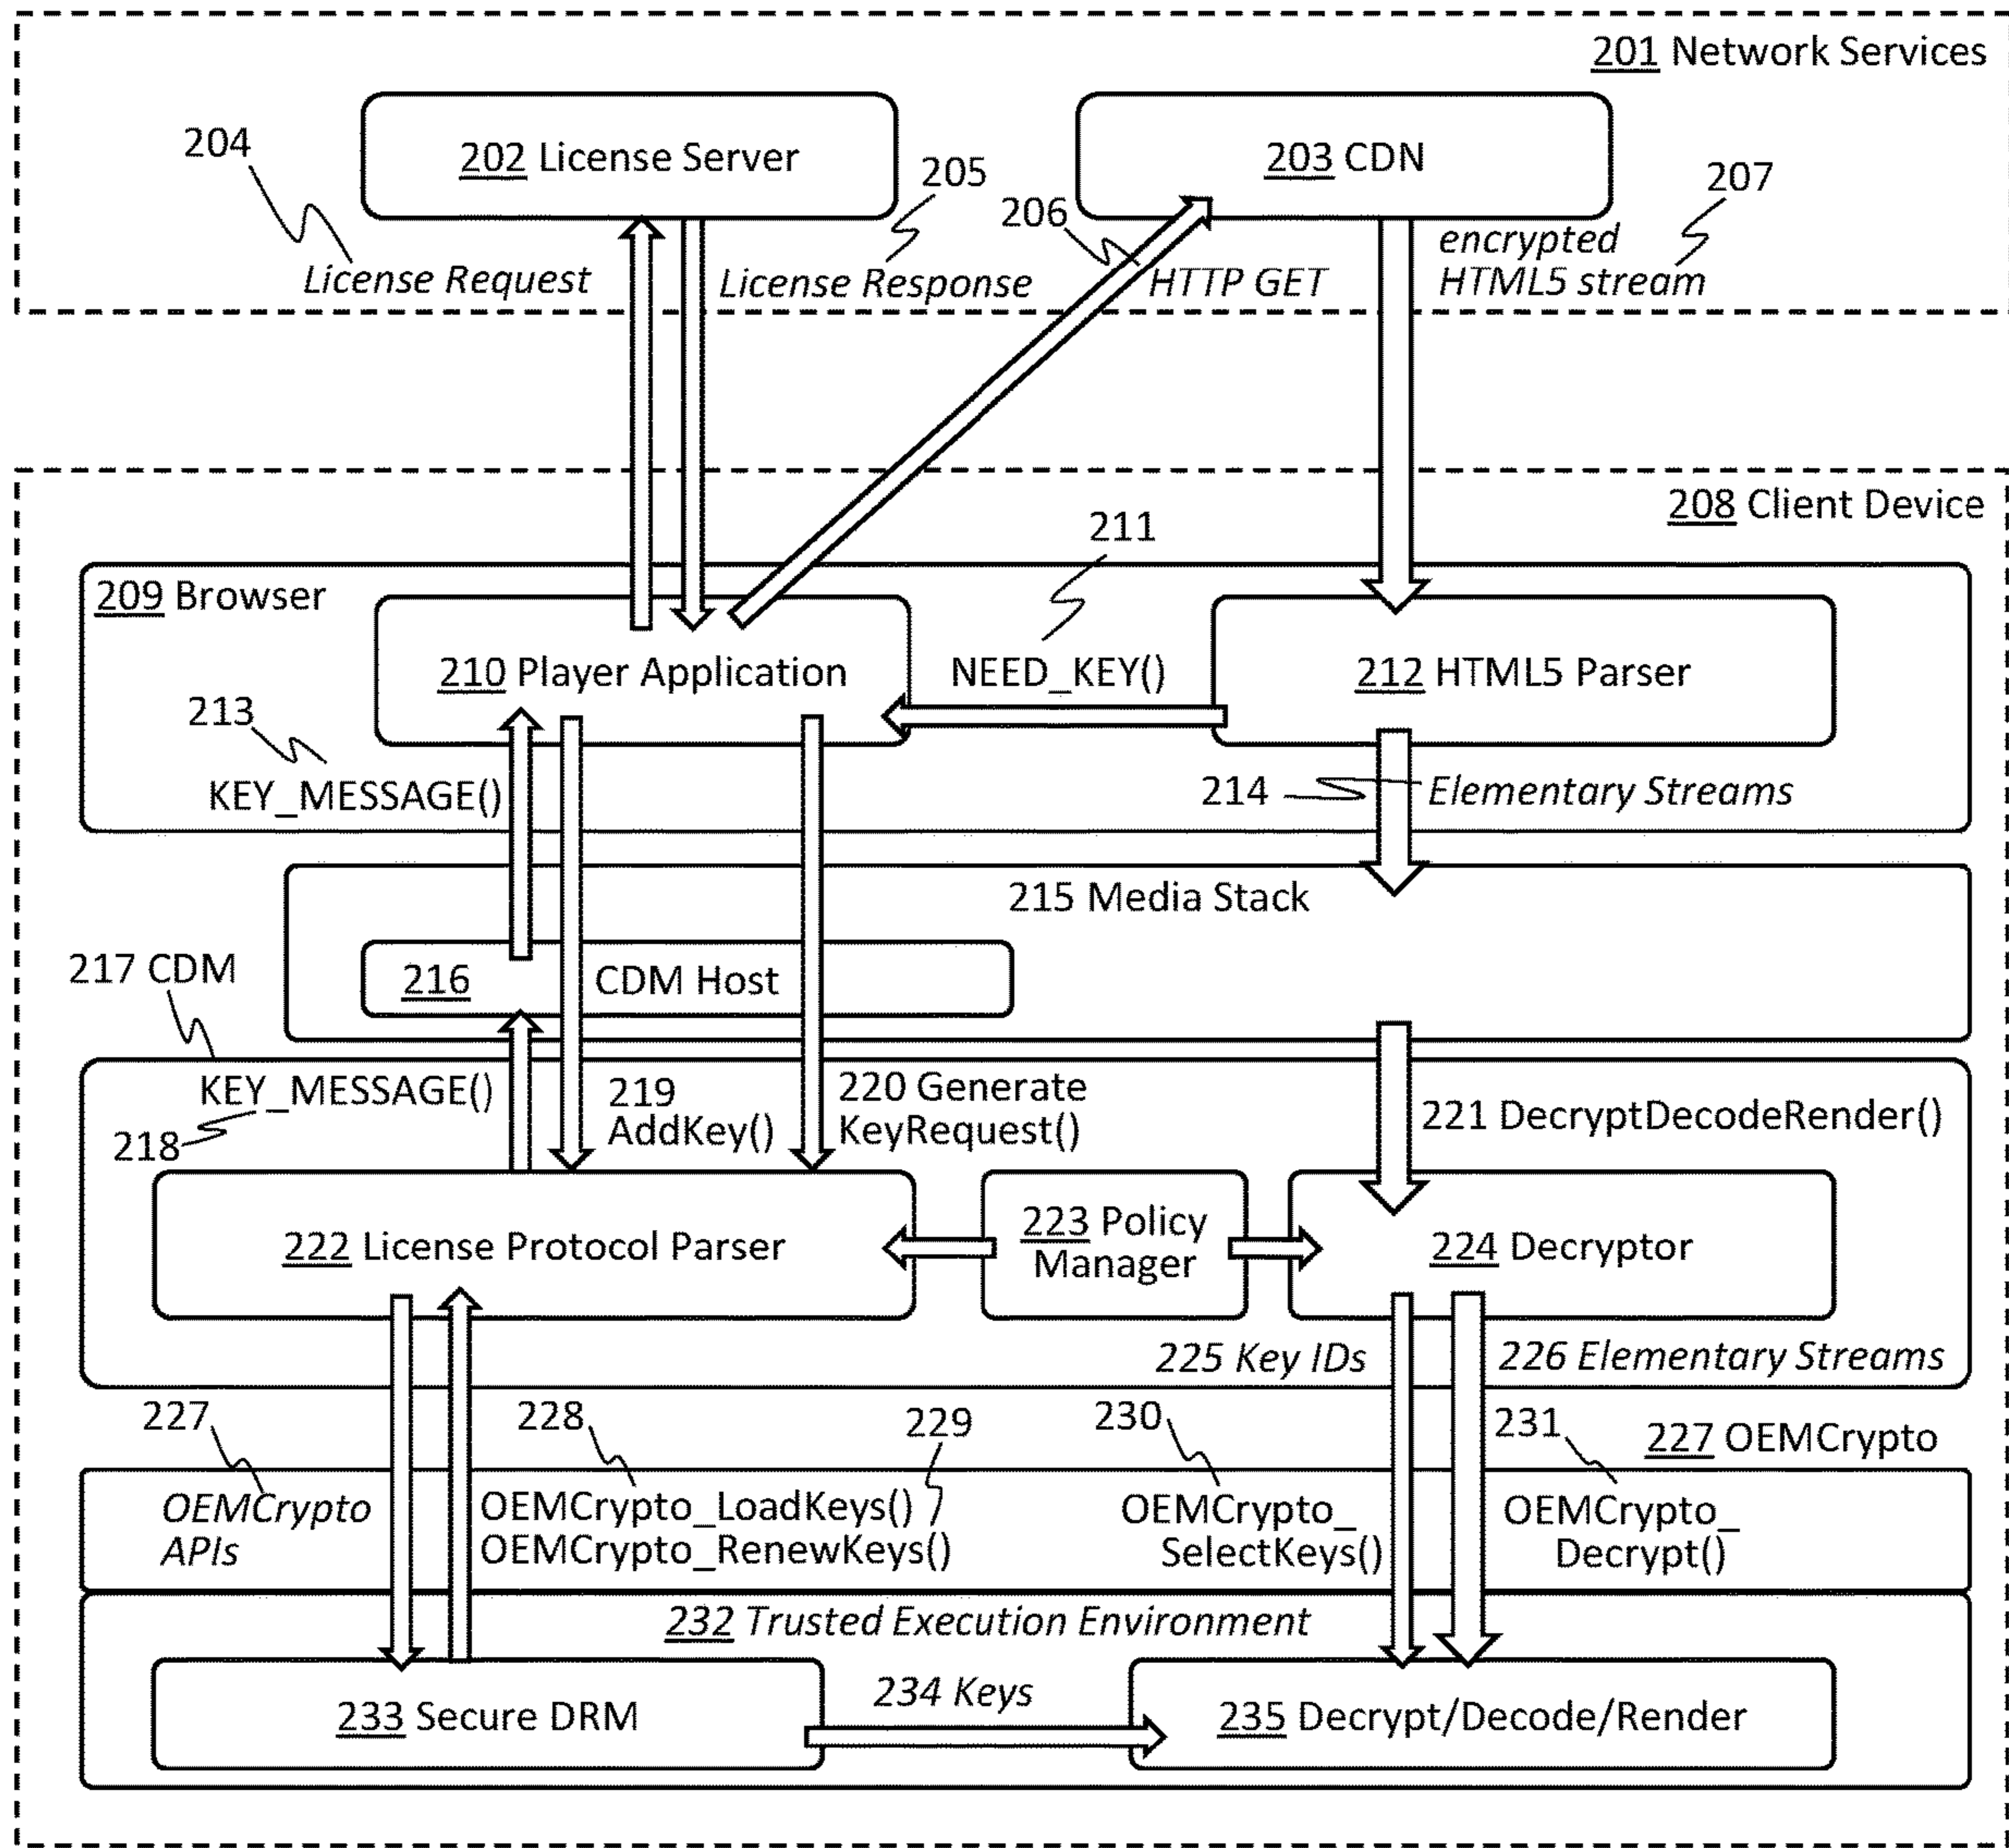 201 Network Services
204
202 License Server
205
203 CDN
207
206
License Request
License Response
HTTP GET
encrypted
HTML5 stream
208 Client Device
211
209 Browser
210 Player Application
NEED_KEY()
212 HTML5 Parser
213
KEY_MESSAGE()
214
Elementary Streams
215 Media Stack
217 CDM
216 CDM Host
KEY_MESSAGE()
218
219
AddKey()
220 Generate
KeyRequest()
221 DecryptDecodeRender()
222 License Protocol Parser
223 Policy
Manager
224 Decryptor
225 Key IDs
226 Elementary Streams
227
228
229
230
231
227 OEMCrypto
OEMCrypto
APIs
OEMCrypto_LoadKeys()
OEMCrypto_RenewKeys()
OEMCrypto_
SelectKeys()
OEMCrypto_
Decrypt()
232 Trusted Execution Environment
233 Secure DRM
234 Keys
235 Decrypt/Decode/Render